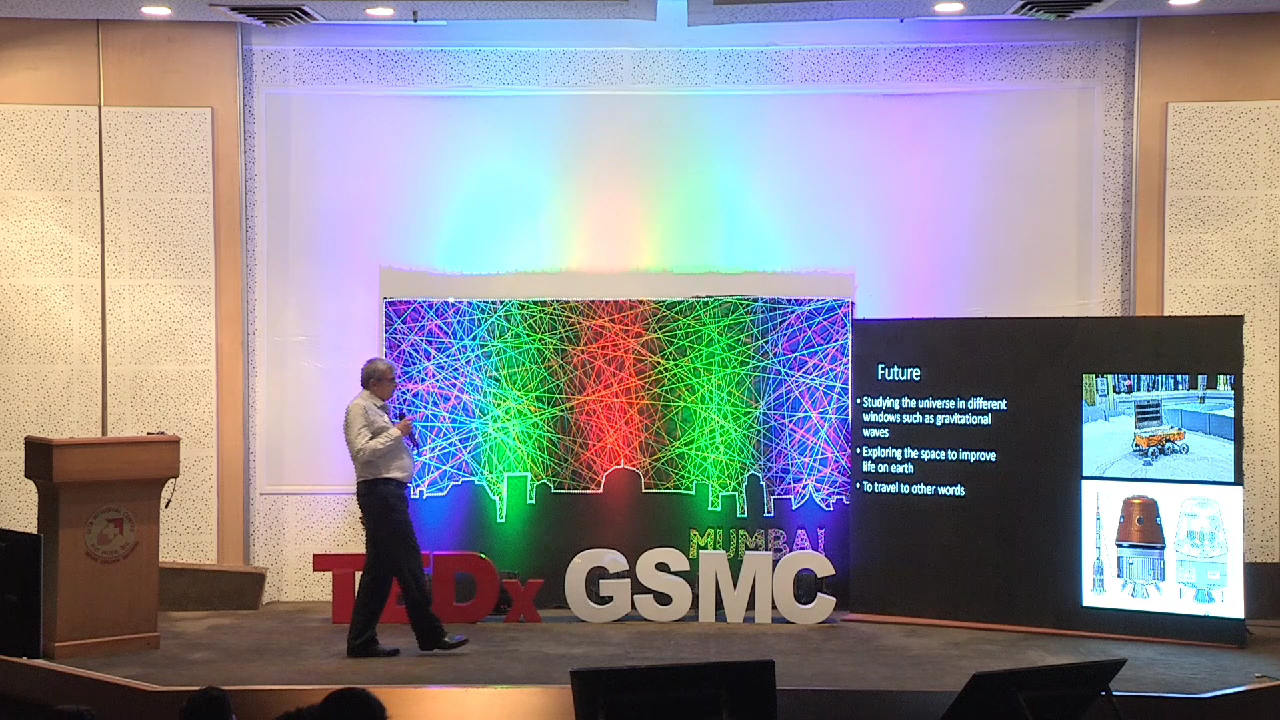 Future
• Studying the universe in different
windows such as gravitational
waves
• Exploring the space to improve
life on earth
• To travel to other words
MUMBAI
TEDx GSMC